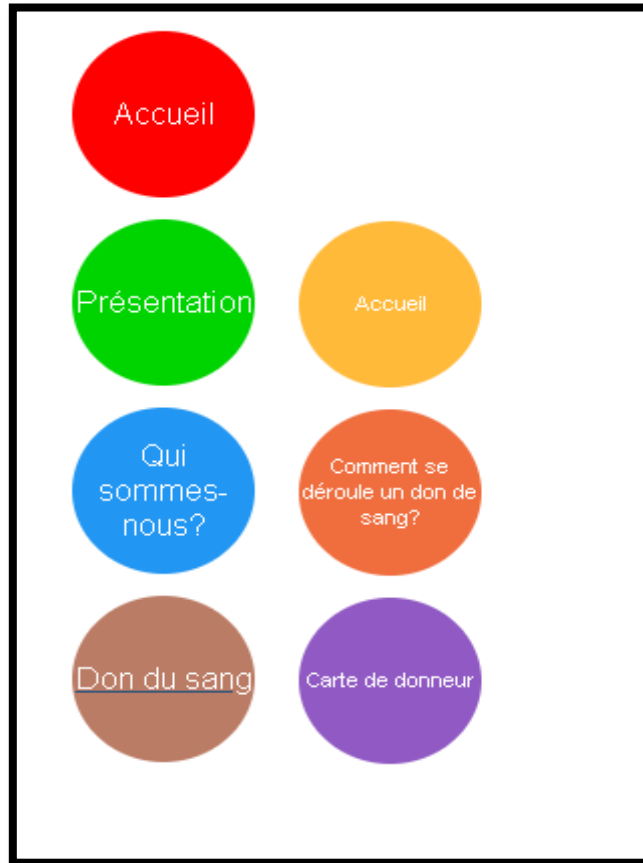 Accueil
Présentation
Accueil
Qui
sommes-
nous?
Comment se
déroule un don de
sang?
Don du sang
Carte de donneur